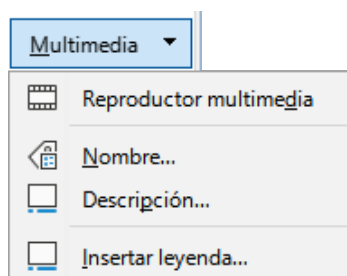 Multimedia
Reproductor multimedia
Nombre...
Descripción...
Insertar leyenda...